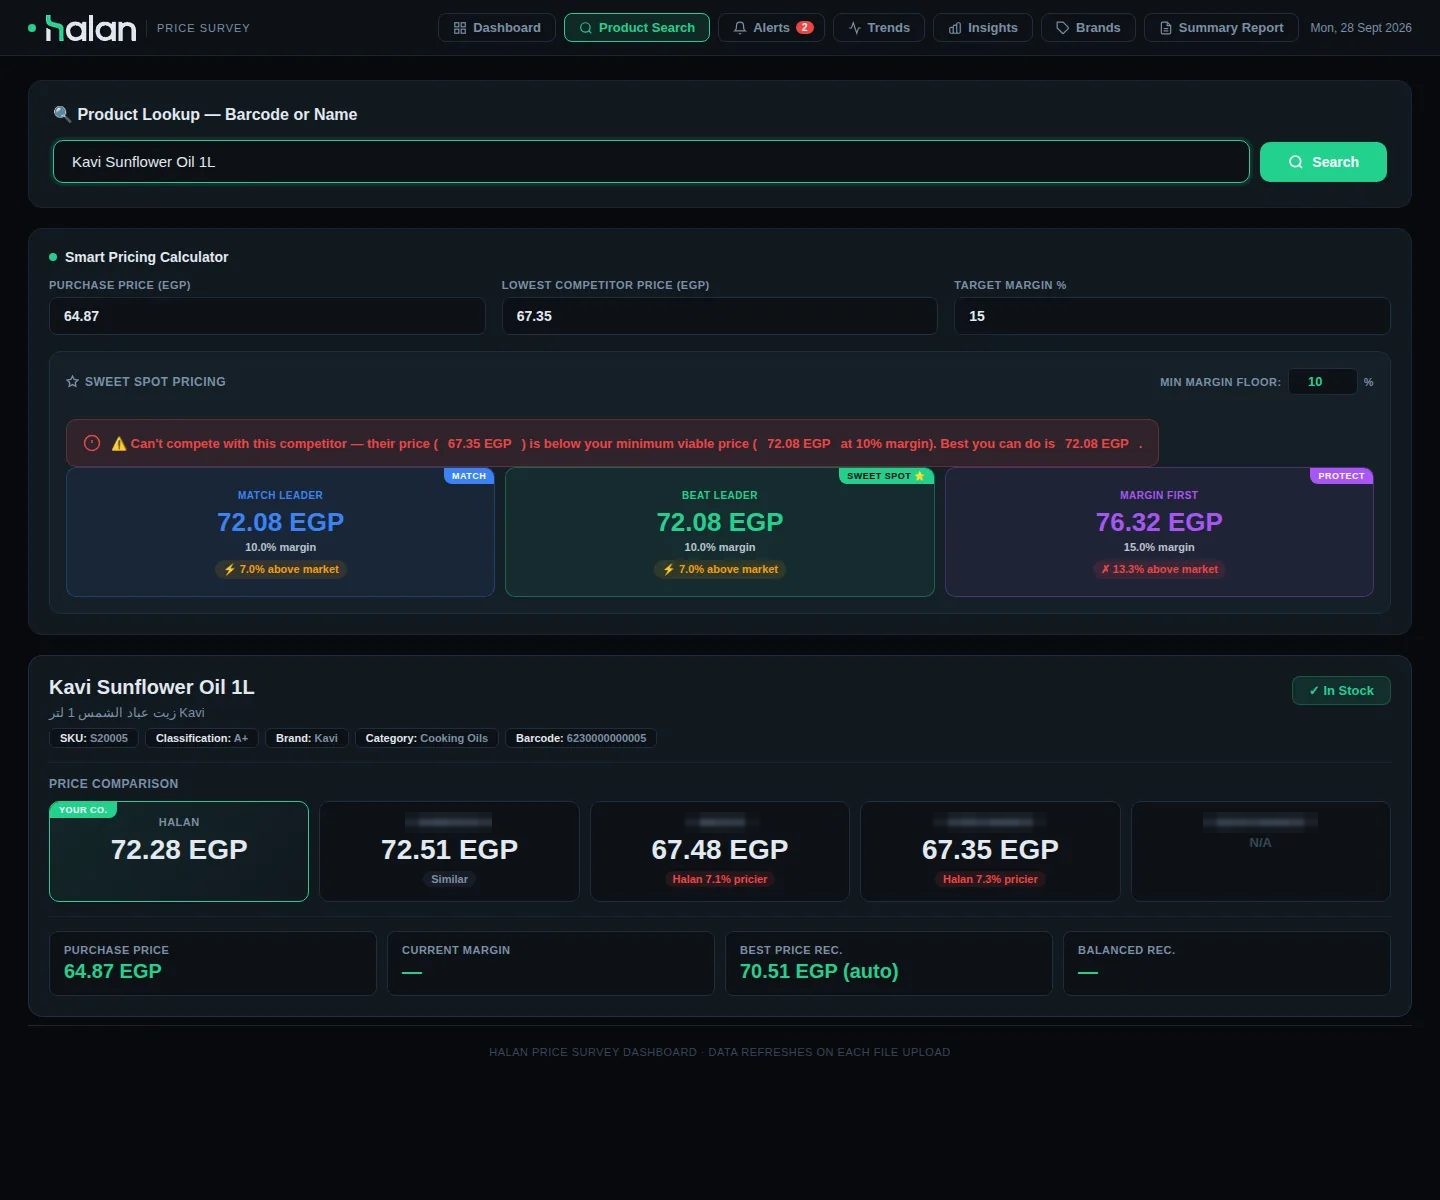 halan
PRICE SURVEY
Dashboard
Product Search
Alerts 2
Trends
Insights
Brands
Summary Report
Mon, 28 Sept 2026
🔍 Product Lookup — Barcode or Name
Kavi Sunflower Oil 1L
Search
Smart Pricing Calculator
PURCHASE PRICE (EGP)
LOWEST COMPETITOR PRICE (EGP)
TARGET MARGIN %
64.87
67.35
15
SWEET SPOT PRICING
MIN MARGIN FLOOR: 10 %
⚠️ Can't compete with this competitor — their price ( 67.35 EGP ) is below your minimum viable price ( 72.08 EGP at 10% margin). Best you can do is 72.08 EGP .
MATCH
MATCH LEADER
72.08 EGP
10.0% margin
⚡ 7.0% above market
SWEET SPOT ⭐
BEAT LEADER
72.08 EGP
10.0% margin
⚡ 7.0% above market
PROTECT
MARGIN FIRST
76.32 EGP
15.0% margin
✗ 13.3% above market
Kavi Sunflower Oil 1L
✓ In Stock
زيت عباد الشمس 1 لتر Kavi
SKU: S20005
Classification: A+
Brand: Kavi
Category: Cooking Oils
Barcode: 6230000000005
PRICE COMPARISON
YOUR CO.
HALAN
72.28 EGP
72.51 EGP
Similar
67.48 EGP
Halan 7.1% pricier
67.35 EGP
Halan 7.3% pricier
N/A
PURCHASE PRICE
64.87 EGP
CURRENT MARGIN
—
BEST PRICE REC.
70.51 EGP (auto)
BALANCED REC.
—
HALAN PRICE SURVEY DASHBOARD · DATA REFRESHES ON EACH FILE UPLOAD